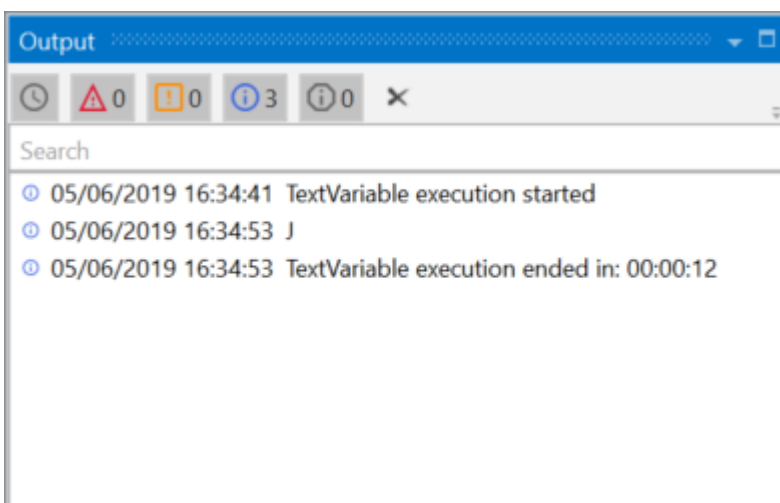 Output
0 0 3 0
Search
05/06/2019 16:34:41 TextVariable execution started
05/06/2019 16:34:53 J
05/06/2019 16:34:53 TextVariable execution ended in: 00:00:12